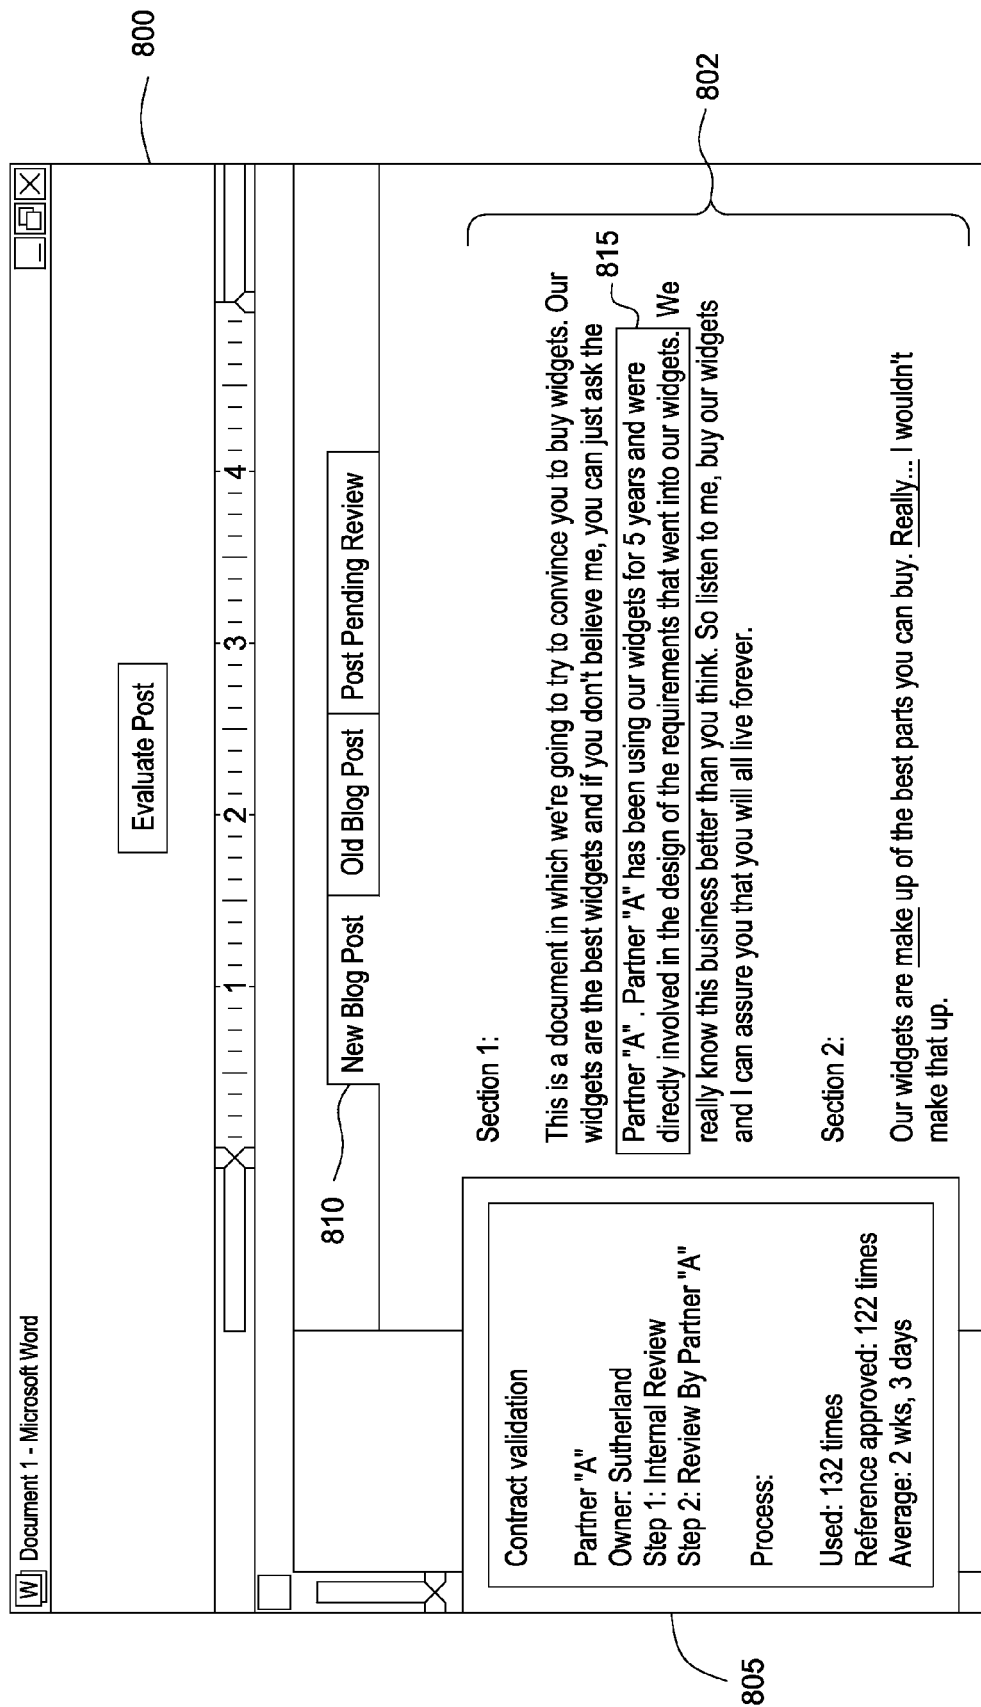 W Document 1 - Microsoft Word
800
Evaluate Post
1 2 3 4
810
New Blog Post Old Blog Post Post Pending Review
802
Section 1:
This is a document in which we're going to try to convince you to buy widgets. Our
widgets are the best widgets and if you don't believe me, you can just ask the
815
Partner "A" . Partner "A" has been using our widgets for 5 years and were
directly involved in the design of the requirements that went into our widgets. We
really know this business better than you think. So listen to me, buy our widgets
and I can assure you that you will all live forever.
Section 2:
Our widgets are make up of the best parts you can buy. Really... I wouldn't
make that up.
805
Contract validation
Partner "A"
Owner: Sutherland
Step 1: Internal Review
Step 2: Review By Partner "A"
Process:
Used: 132 times
Reference approved: 122 times
Average: 2 wks, 3 days